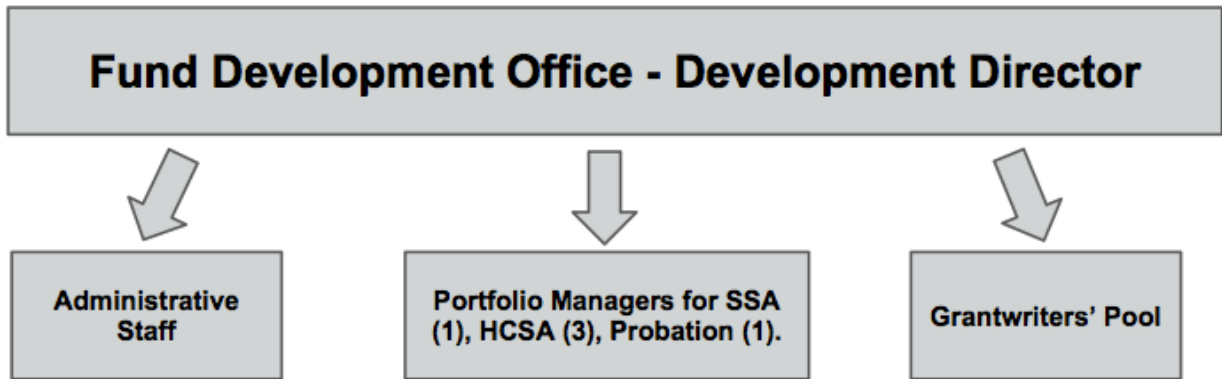 Fund Development Office - Development Director
Administrative
Staff
Portfolio Managers for SSA
(1), HCSA (3), Probation (1).
Grantwriters' Pool